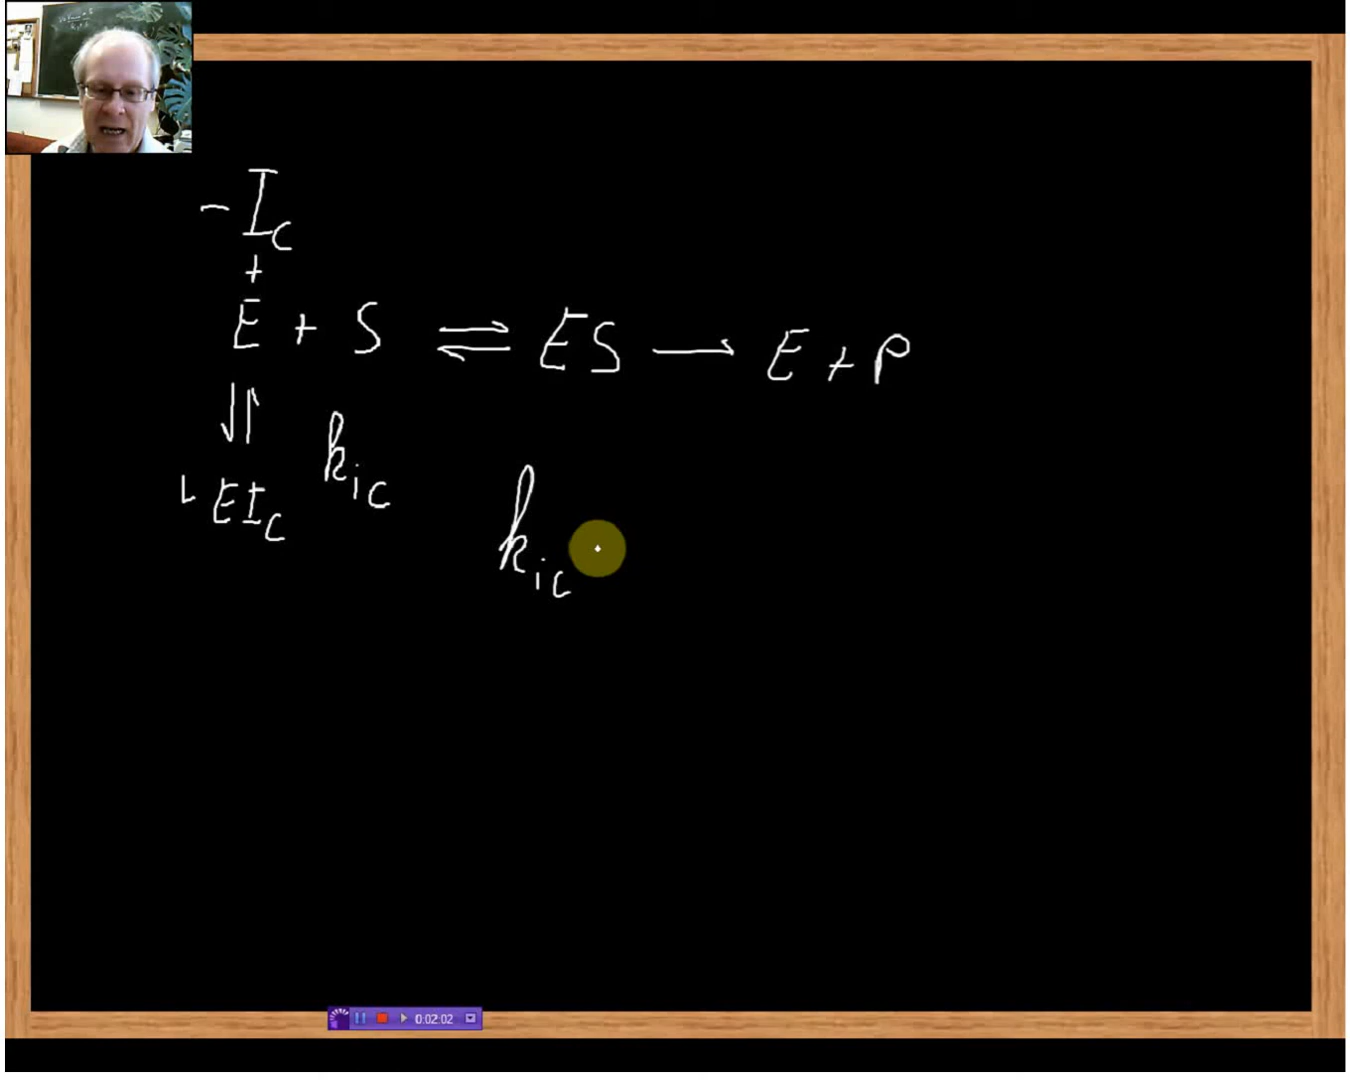 - I_C
+
E + S ⇌ ES → E + P
⇃↾ k_ic
EI_C
k_ic
0:02:02